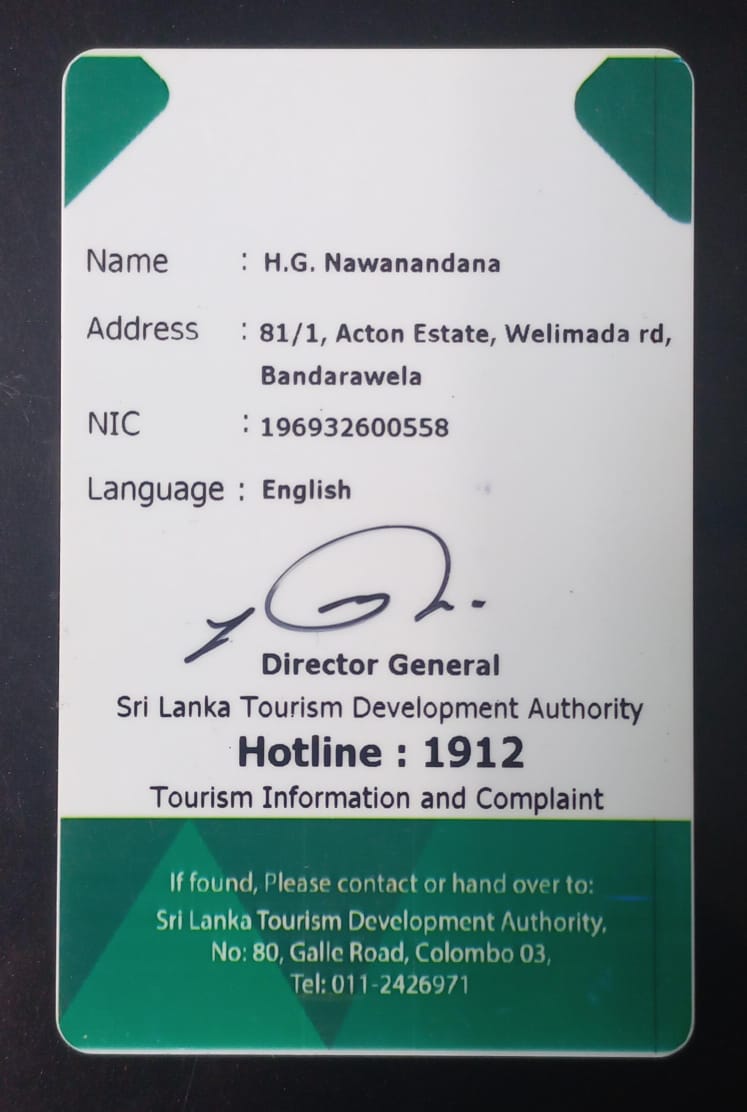 Name : H.G. Nawanandana
Address : 81/1, Acton Estate, Welimada rd,
Bandarawela
NIC : 196932600558
Language : English
Director General
Sri Lanka Tourism Development Authority
Hotline : 1912
Tourism Information and Complaint
If found, Please contact or hand over to:
Sri Lanka Tourism Development Authority,
No: 80, Galle Road, Colombo 03,
Tel: 011-2426971